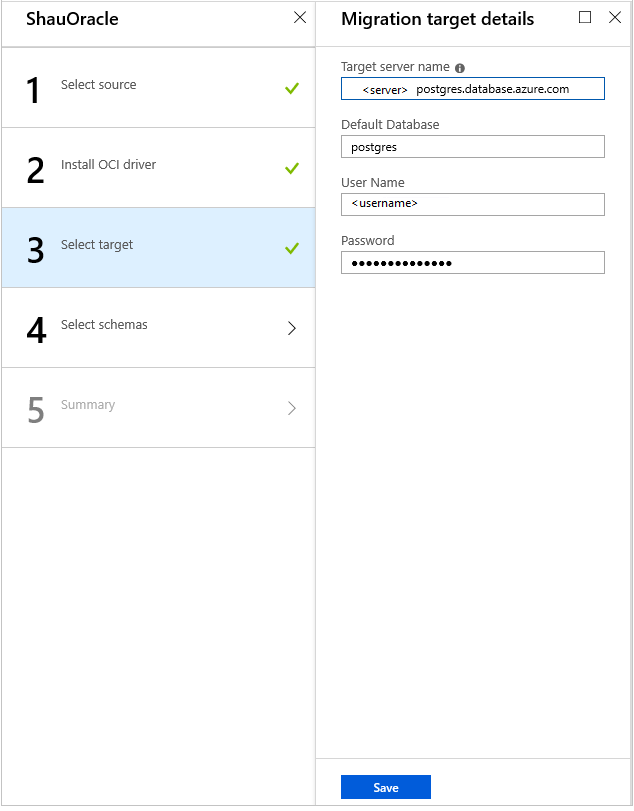 ShauOracle
1 Select source
2 Install OCI driver
3 Select target
4 Select schemas
5 Summary
Migration target details
Target server name
<server> postgres.database.azure.com
Default Database
postgres
User Name
<username>
Password
●●●●●●●●●●●●●●
Save